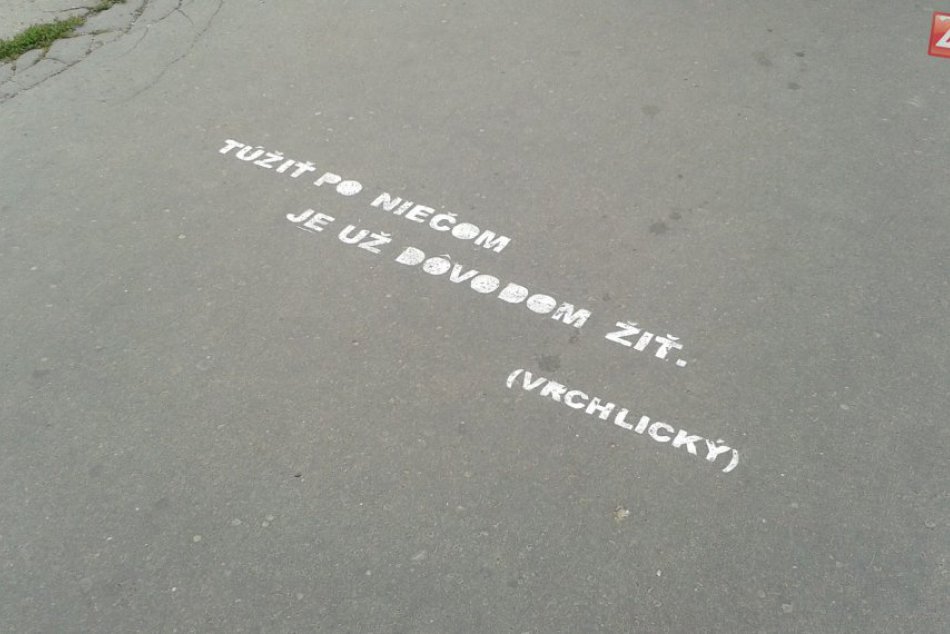 TÚŽIŤ PO NIEČOM
JE UŽ DÔVODOM ŽIŤ.
(VRCHLICKÝ)